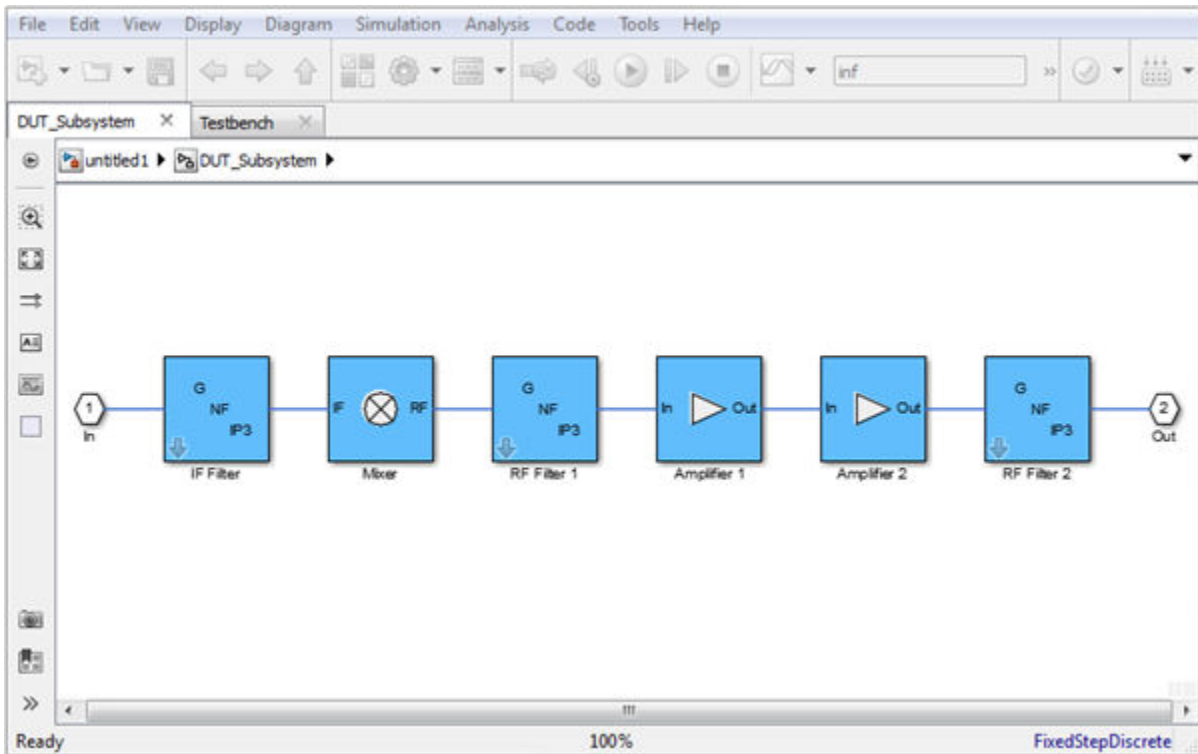 File Edit View Display Diagram Simulation Analysis Code Tools Help
inf
DUT_Subsystem Testbench
untitled1 DUT_Subsystem
G G G
1 NF IF RF NF In Out In Out NF 2
In IP3 IP3 IP3 Out
IF Filter Mixer RF Filter 1 Amplifier 1 Amplifier 2 RF Filter 2
Ready 100% FixedStepDiscrete